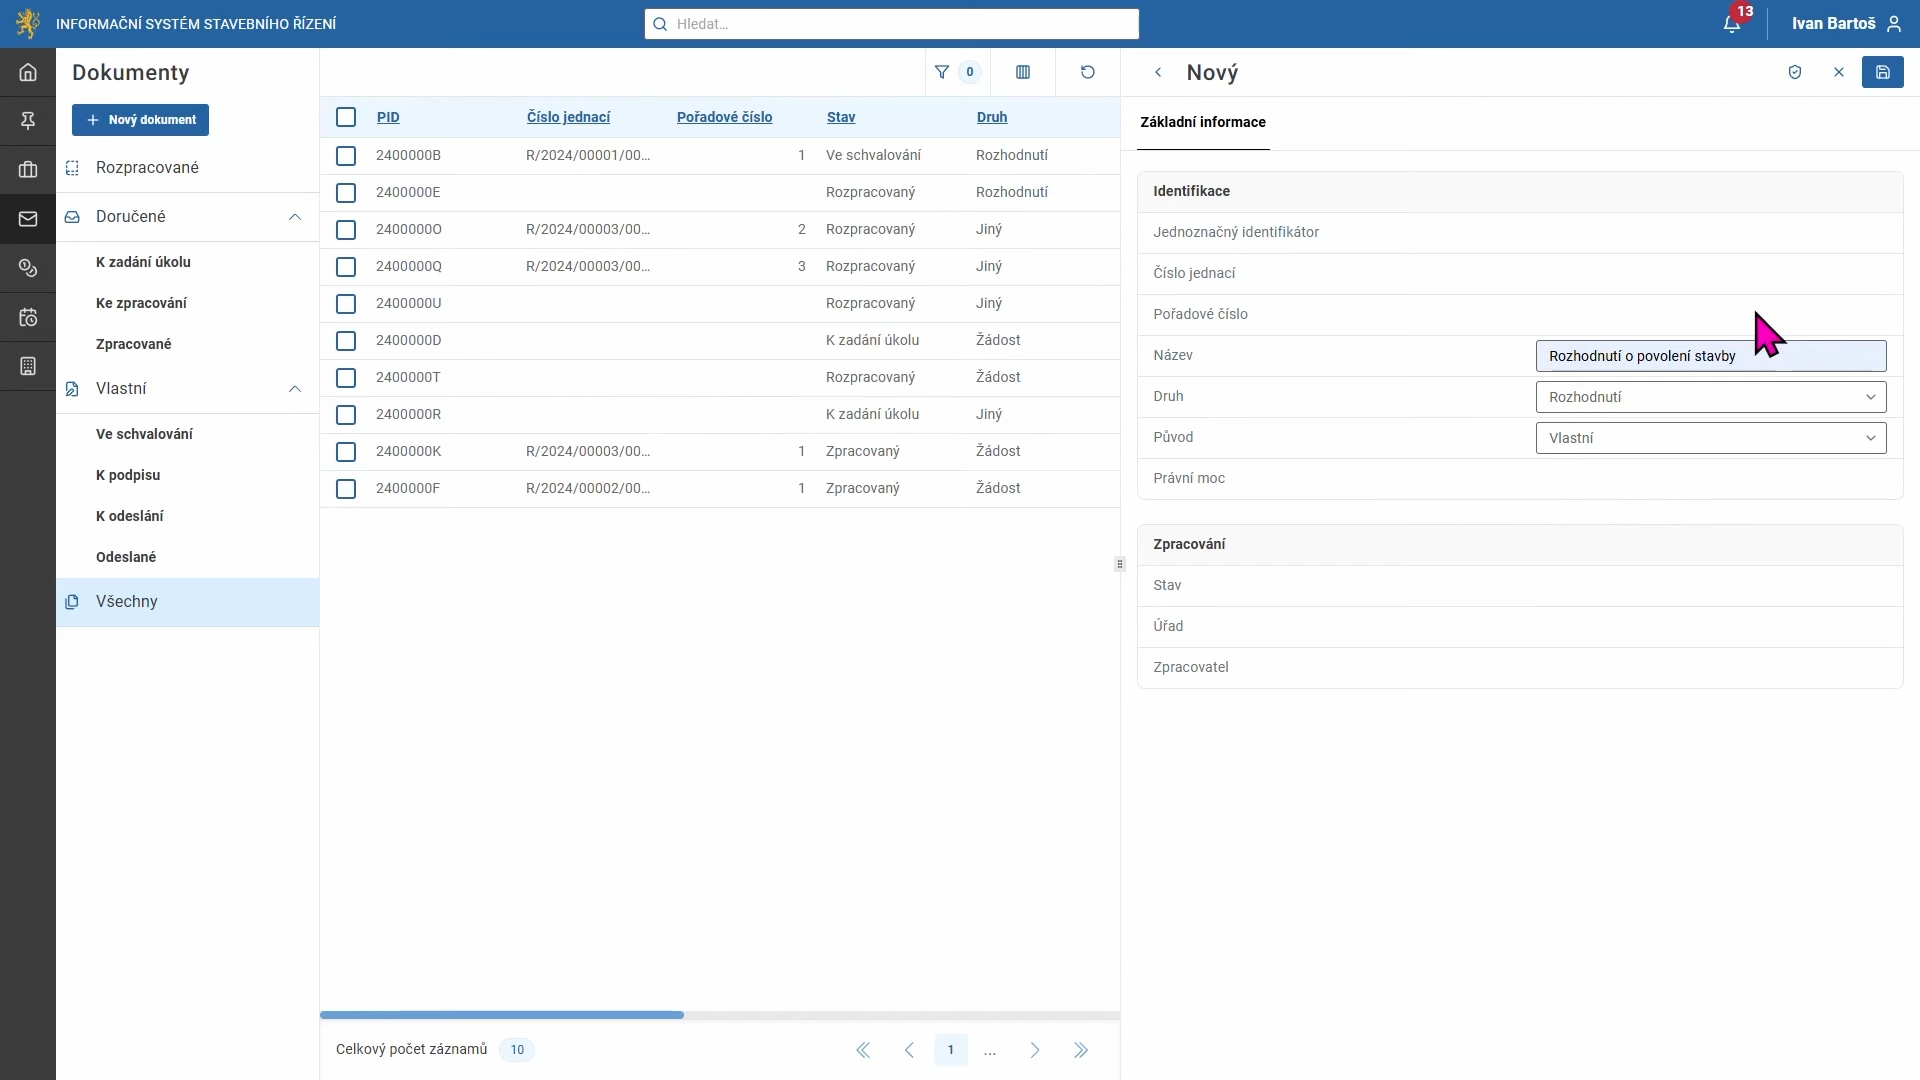 INFORMAČNÍ SYSTÉM STAVEBNÍHO ŘÍZENÍ
Hledat...
13
Ivan Bartoš
Dokumenty
Nový dokument
Rozpracované
Doručené
K zadání úkolu
Ke zpracování
Zpracované
Vlastní
Ve schvalování
K podpisu
K odeslání
Odeslané
Všechny
0
PID Číslo jednací Pořadové číslo Stav Druh
2400000B R/2024/00001/00... 1 Ve schvalování Rozhodnutí
2400000E Rozpracovaný Rozhodnutí
2400000O R/2024/00003/00... 2 Rozpracovaný Jiný
2400000Q R/2024/00003/00... 3 Rozpracovaný Jiný
2400000U Rozpracovaný Jiný
2400000D K zadání úkolu Žádost
2400000T Rozpracovaný Žádost
2400000R K zadání úkolu Jiný
2400000K R/2024/00003/00... 1 Zpracovaný Žádost
2400000F R/2024/00002/00... 1 Zpracovaný Žádost
Celkový počet záznamů 10
1 ...
Nový
Základní informace
Identifikace
Jednoznačný identifikátor
Číslo jednací
Pořadové číslo
Název Rozhodnutí o povolení stavby
Druh Rozhodnutí
Původ Vlastní
Právní moc
Zpracování
Stav
Úřad
Zpracovatel